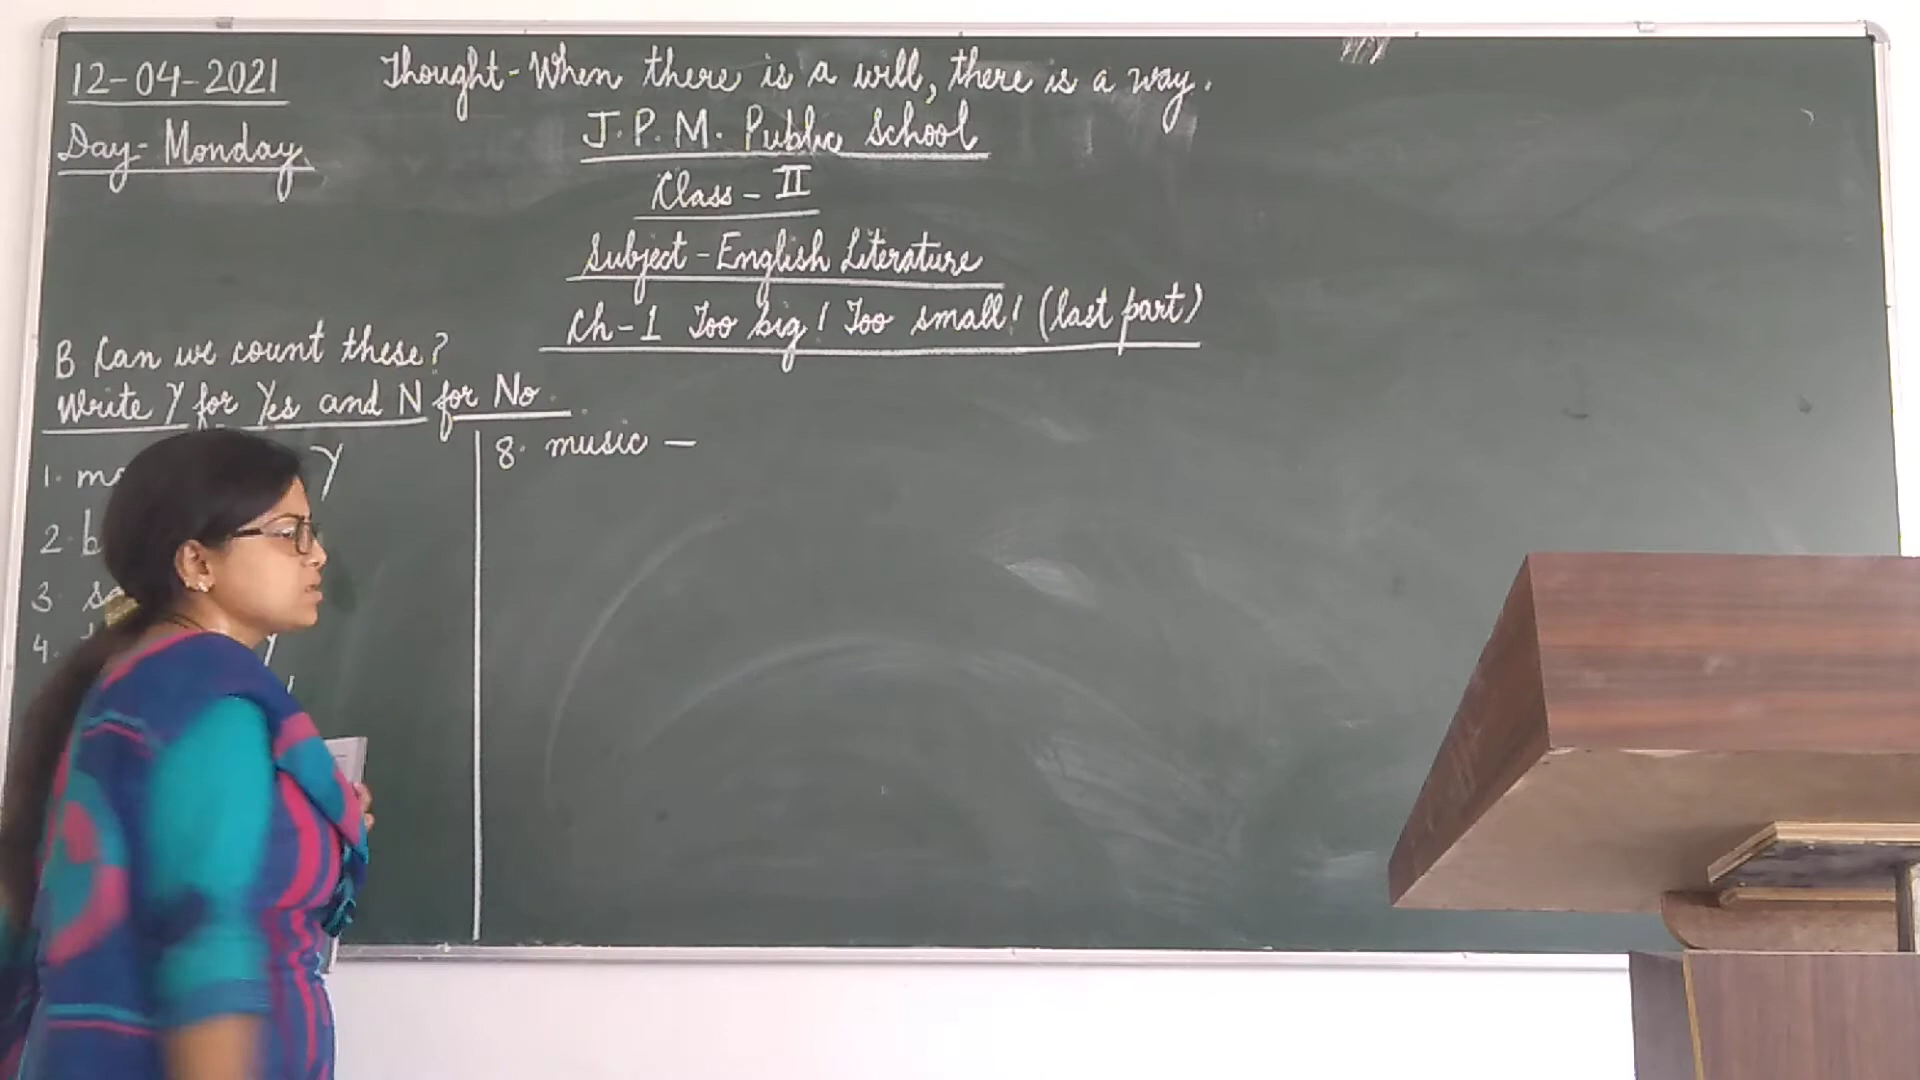 12-04-2021
Thought- When there is a will, there is a way.
Day- Monday
J.P.M. Public School
Class - II
Subject - English Literature
Ch-1 Too big! Too small! (last part)
B Can we count these?
Write Y for Yes and N for No.
1. Y
8. music —
2.
3.
4. Y